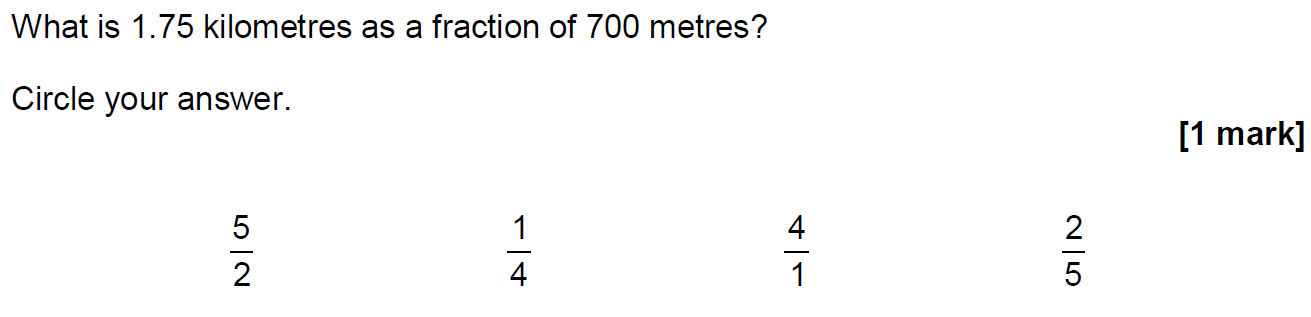 What is 1.75 kilometres as a fraction of 700 metres?
Circle your answer.
[1 mark]
5/2 1/4 4/1 2/5